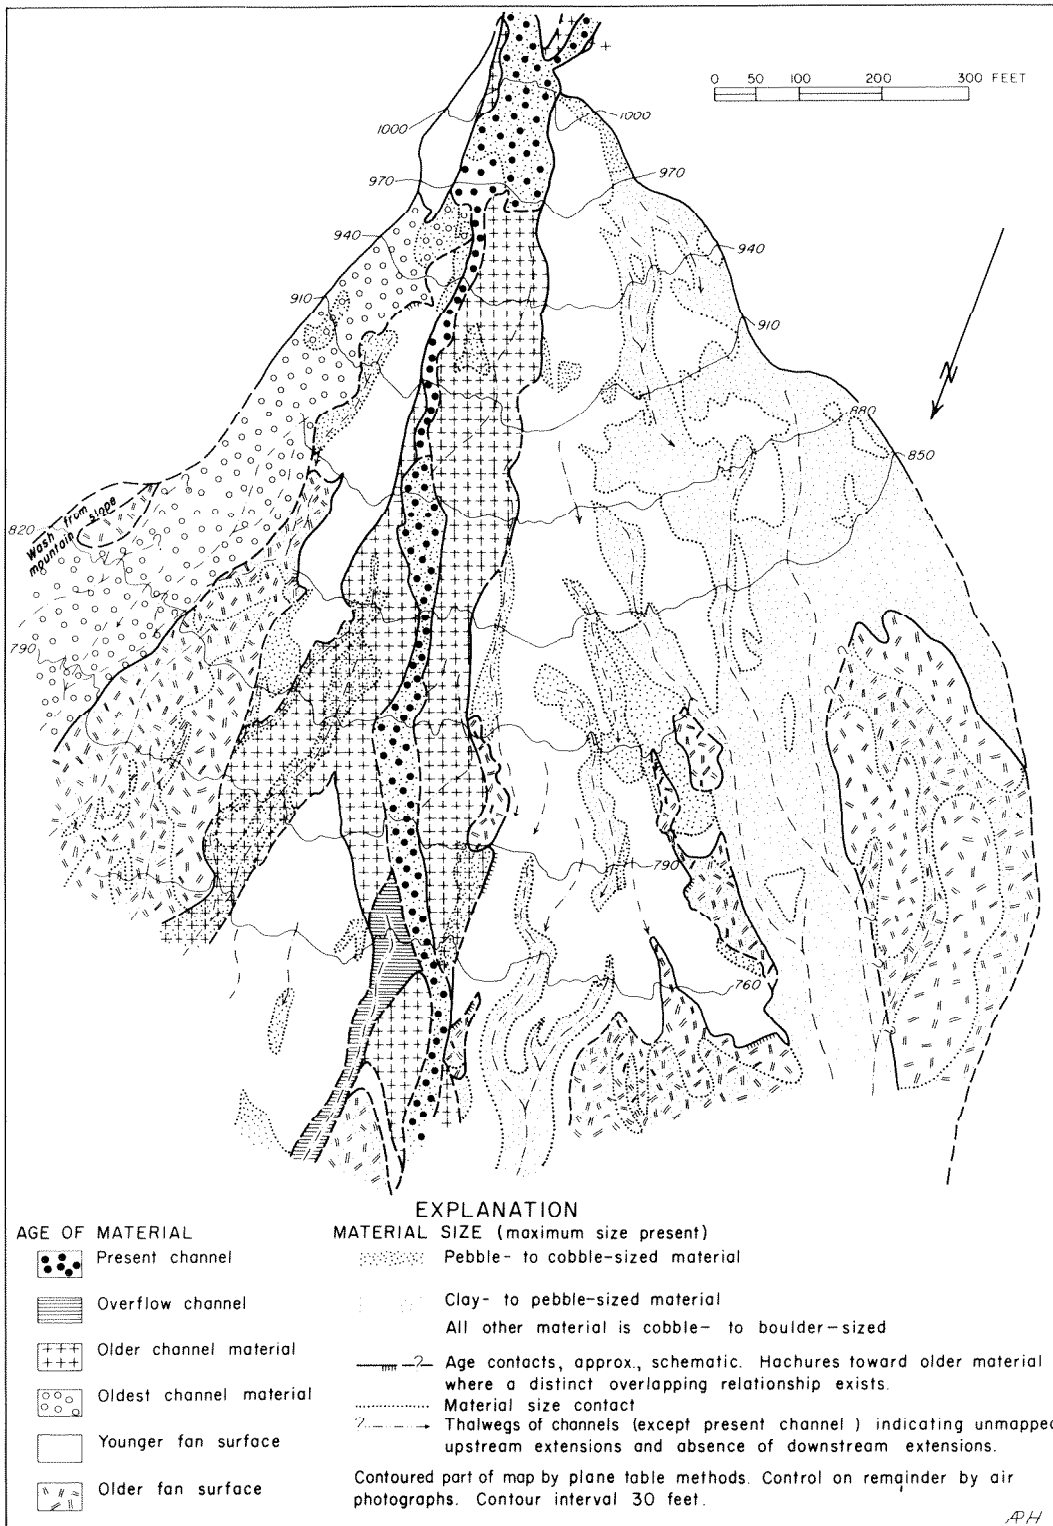 0 50 100 200 300 FEET
1000
1000
970
970
940
940
910
910
880
850
820
Wash from
mountain slope
?
790
790
760
N
EXPLANATION
AGE OF MATERIAL
Present channel
Overflow channel
Older channel material
Oldest channel material
Younger fan surface
Older fan surface
MATERIAL SIZE (maximum size present)
Pebble- to cobble-sized material
Clay- to pebble-sized material
All other material is cobble- to boulder-sized
? Age contacts, approx., schematic. Hachures toward older material
where a distinct overlapping relationship exists.
Material size contact
? Thalwegs of channels (except present channel ) indicating unmapped
upstream extensions and absence of downstream extensions.
Contoured part of map by plane table methods. Control on remainder by air
photographs. Contour interval 30 feet.
APH